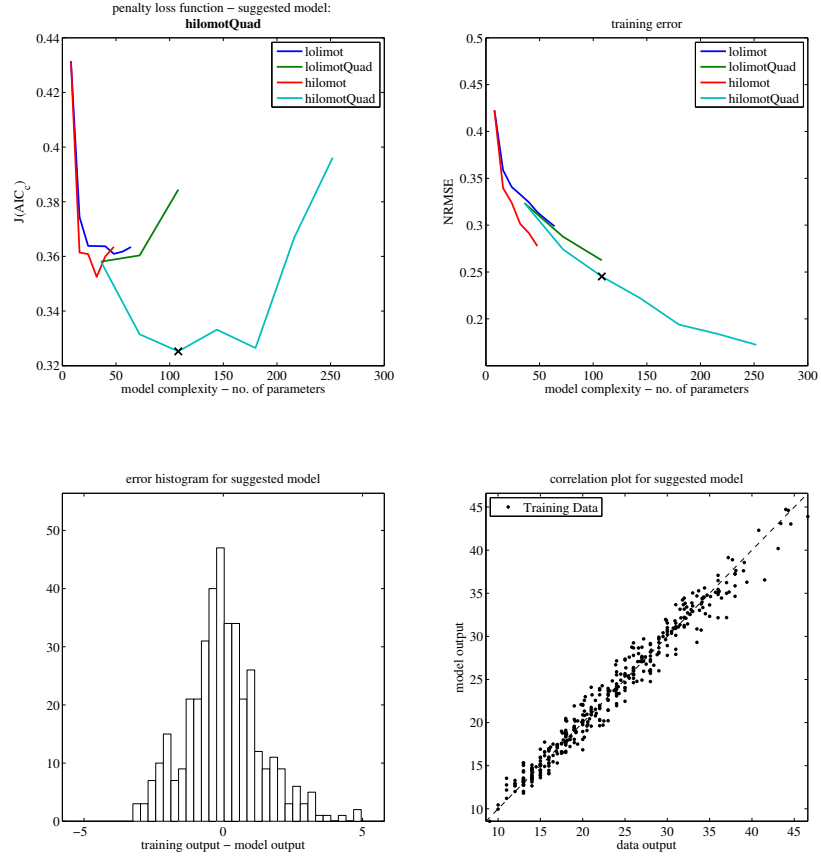 penalty loss function − suggested model:
hilomotQuad
0.44
0.42
0.4
0.38
0.36
0.34
0.32
J(AICc)
lolimot
lolimotQuad
hilomot
hilomotQuad
0 50 100 150 200 250 300
model complexity − no. of parameters
training error
0.5
0.45
0.4
0.35
0.3
0.25
0.2
NRMSE
lolimot
lolimotQuad
hilomot
hilomotQuad
0 50 100 150 200 250 300
model complexity − no. of parameters
error histogram for suggested model
50
40
30
20
10
0
−5 0 5
training output − model output
correlation plot for suggested model
Training Data
45
40
35
30
25
20
15
10
model output
10 15 20 25 30 35 40 45
data output